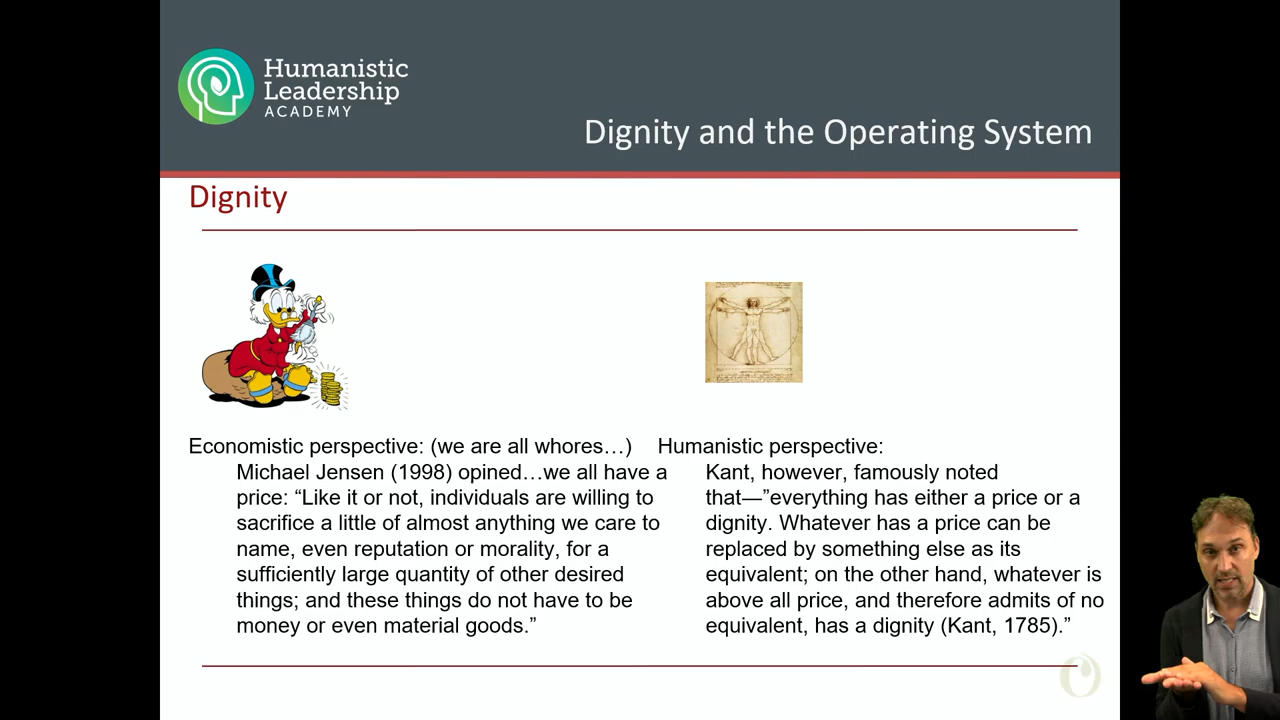 Humanistic
Leadership
ACADEMY
Dignity and the Operating System
Dignity
Economistic perspective: (we are all whores…)
Michael Jensen (1998) opined…we all have a
price: “Like it or not, individuals are willing to
sacrifice a little of almost anything we care to
name, even reputation or morality, for a
sufficiently large quantity of other desired
things; and these things do not have to be
money or even material goods.”
Humanistic perspective:
Kant, however, famously noted
that—”everything has either a price or a
dignity. Whatever has a price can be
replaced by something else as its
equivalent; on the other hand, whatever is
above all price, and therefore admits of no
equivalent, has a dignity (Kant, 1785).”